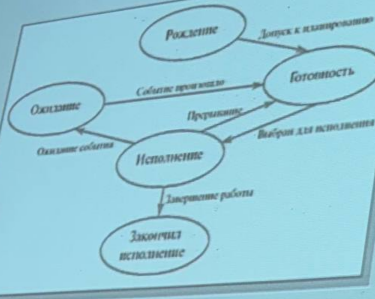 Рождение
Допуск к планированию
Готовность
Событие произошло
Ожидание
Прерывание
Выбран для исполнения
Ожидание события
Исполнение
Завершение работы
Закончил
исполнение